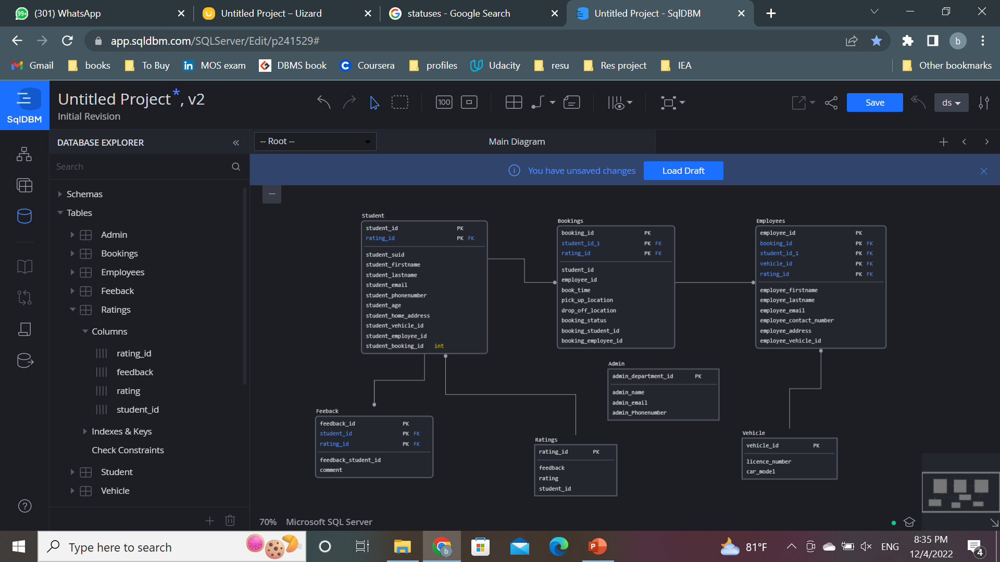 (301) WhatsApp
Untitled Project – Uizard
statuses - Google Search
Untitled Project - SqlDBM
app.sqldbm.com/SQLServer/Edit/p241529#
b
Gmail
books
To Buy
MOS exam
DBMS book
Coursera
profiles
Udacity
resu
Res project
IEA
Other bookmarks
SqlDBM
Untitled Project*, v2
Initial Revision
100
Save
ds
DATABASE EXPLORER
-- Root --
Main Diagram
Search
You have unsaved changes
Load Draft
Schemas
Tables
Admin
Bookings
Employees
Feeback
Ratings
Columns
rating_id
feedback
rating
student_id
Indexes & Keys
Check Constraints
Student
Vehicle
Student
student_id PK
rating_id PK FK
student_suid
student_firstname
student_lastname
student_email
student_phonenumber
student_age
student_home_address
student_vehicle_id
student_employee_id
student_booking_id int
Bookings
booking_id PK
student_id_1 PK FK
rating_id PK FK
student_id
employee_id
book_time
pick_up_location
drop_off_location
booking_status
booking_student_id
booking_employee_id
Employees
employee_id PK
booking_id PK FK
student_id_1 PK FK
vehicle_id PK FK
rating_id PK FK
employee_firstname
employee_lastname
employee_email
employee_contact_number
employee_address
employee_vehicle_id
Admin
admin_department_id PK
admin_name
admin_email
admin_Phonenumber
Feeback
feedback_id PK
student_id PK FK
rating_id PK FK
feedback_student_id
comment
Ratings
rating_id PK
feedback
rating
student_id
Vehicle
vehicle_id PK
licence_number
car_model
70% Microsoft SQL Server
Type here to search
81°F
ENG
8:35 PM
12/4/2022
4